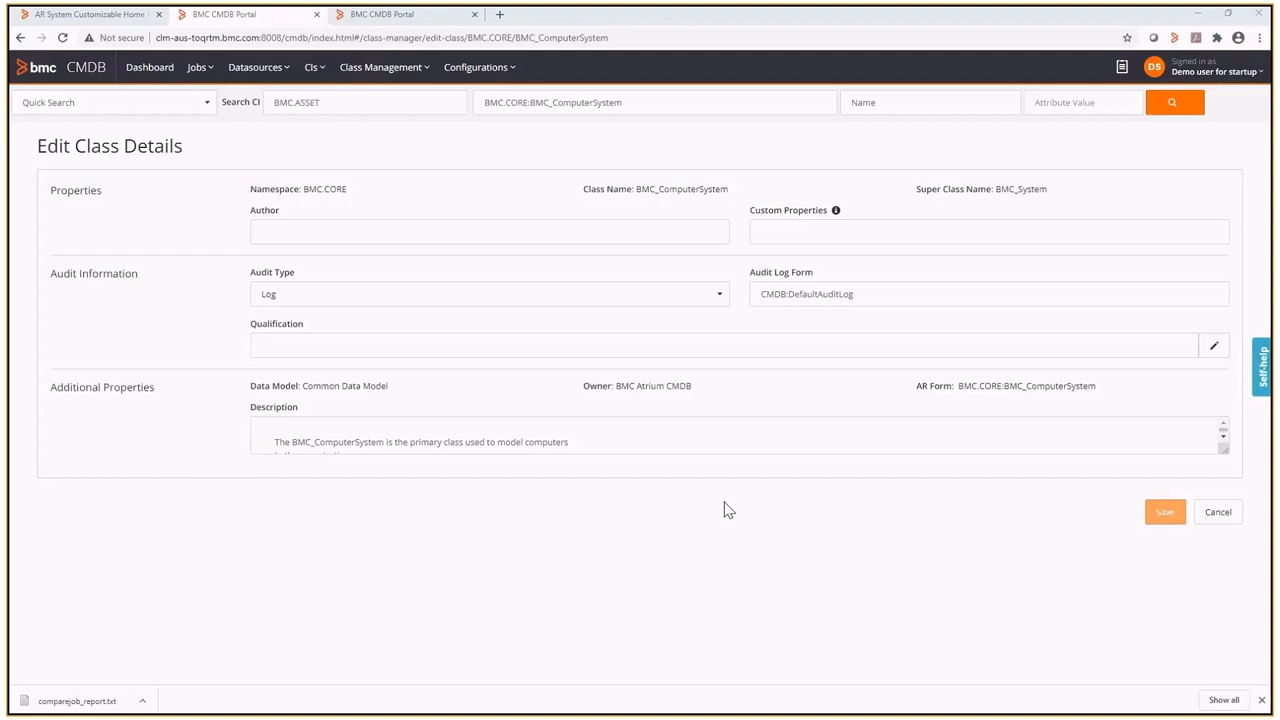 AR System Customizable Home
BMC CMDB Portal
BMC CMDB Portal
Not secure clm-aus-toqrtm.bmc.com:8008/cmdb/index.html#/class-manager/edit-class/BMC.CORE/BMC_ComputerSystem
bmc CMDB Dashboard Jobs Datasources CIs Class Management Configurations DS Signed in as
Demo user for startup
Quick Search Search CI BMC.ASSET BMC.CORE:BMC_ComputerSystem Name Attribute Value
Edit Class Details
Properties Namespace: BMC.CORE Class Name: BMC_ComputerSystem Super Class Name: BMC_System
Author Custom Properties
Audit Information Audit Type Audit Log Form
Log CMDB:DefaultAuditLog
Qualification
Self-help
Additional Properties Data Model: Common Data Model Owner: BMC Atrium CMDB AR Form: BMC.CORE:BMC_ComputerSystem
Description
The BMC_ComputerSystem is the primary class used to model computers
Save Cancel
comparejob_report.txt Show all